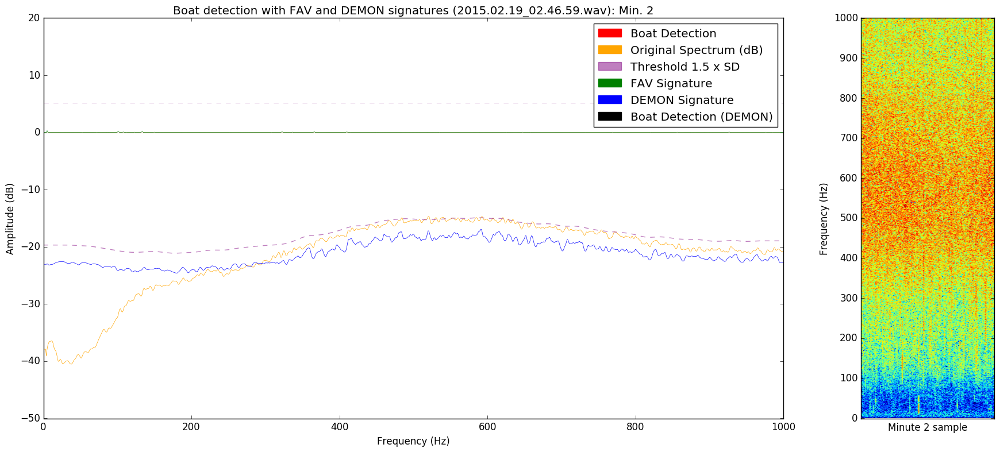 Boat detection with FAV and DEMON signatures (2015.02.19_02.46.59.wav): Min. 2
20
10
0
−10
−20
−30
−40
−50
Amplitude (dB)
0
200
400
600
800
1000
Frequency (Hz)
Boat Detection
Original Spectrum (dB)
Threshold 1.5 x SD
FAV Signature
DEMON Signature
Boat Detection (DEMON)
1000
900
800
700
600
500
400
300
200
100
0
Frequency (Hz)
Minute 2 sample